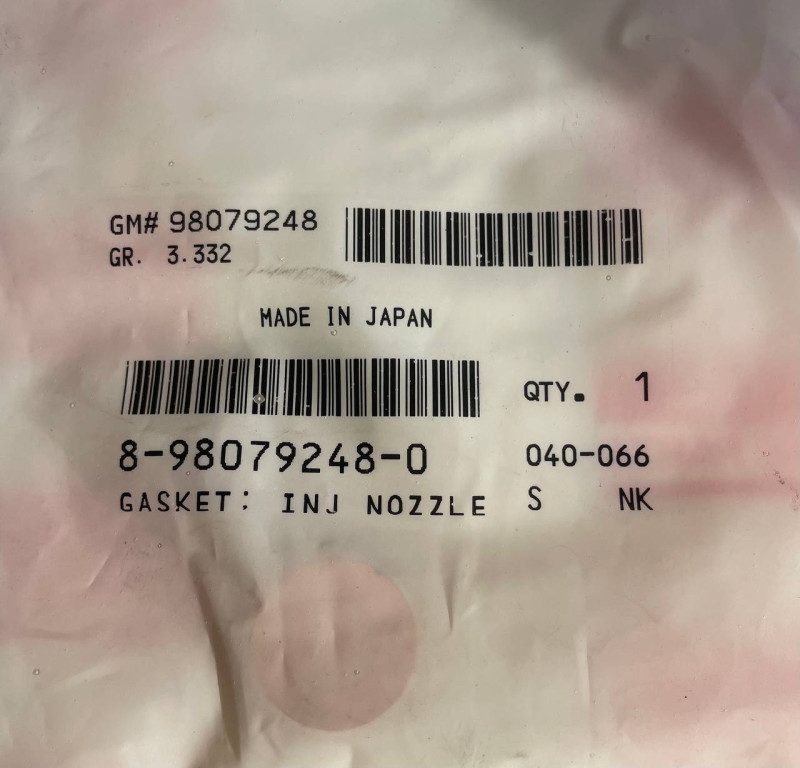 GM# 98079248
GR. 3.332
MADE IN JAPAN
QTY. 1
8-98079248-0 040-066
GASKET: INJ NOZZLE S NK